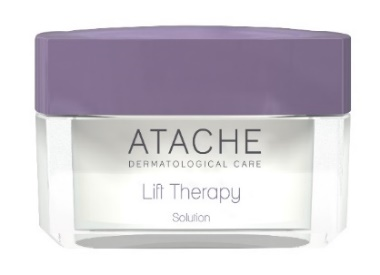 ATACHE
DERMATOLOGICAL CARE
Lift Therapy
Solution